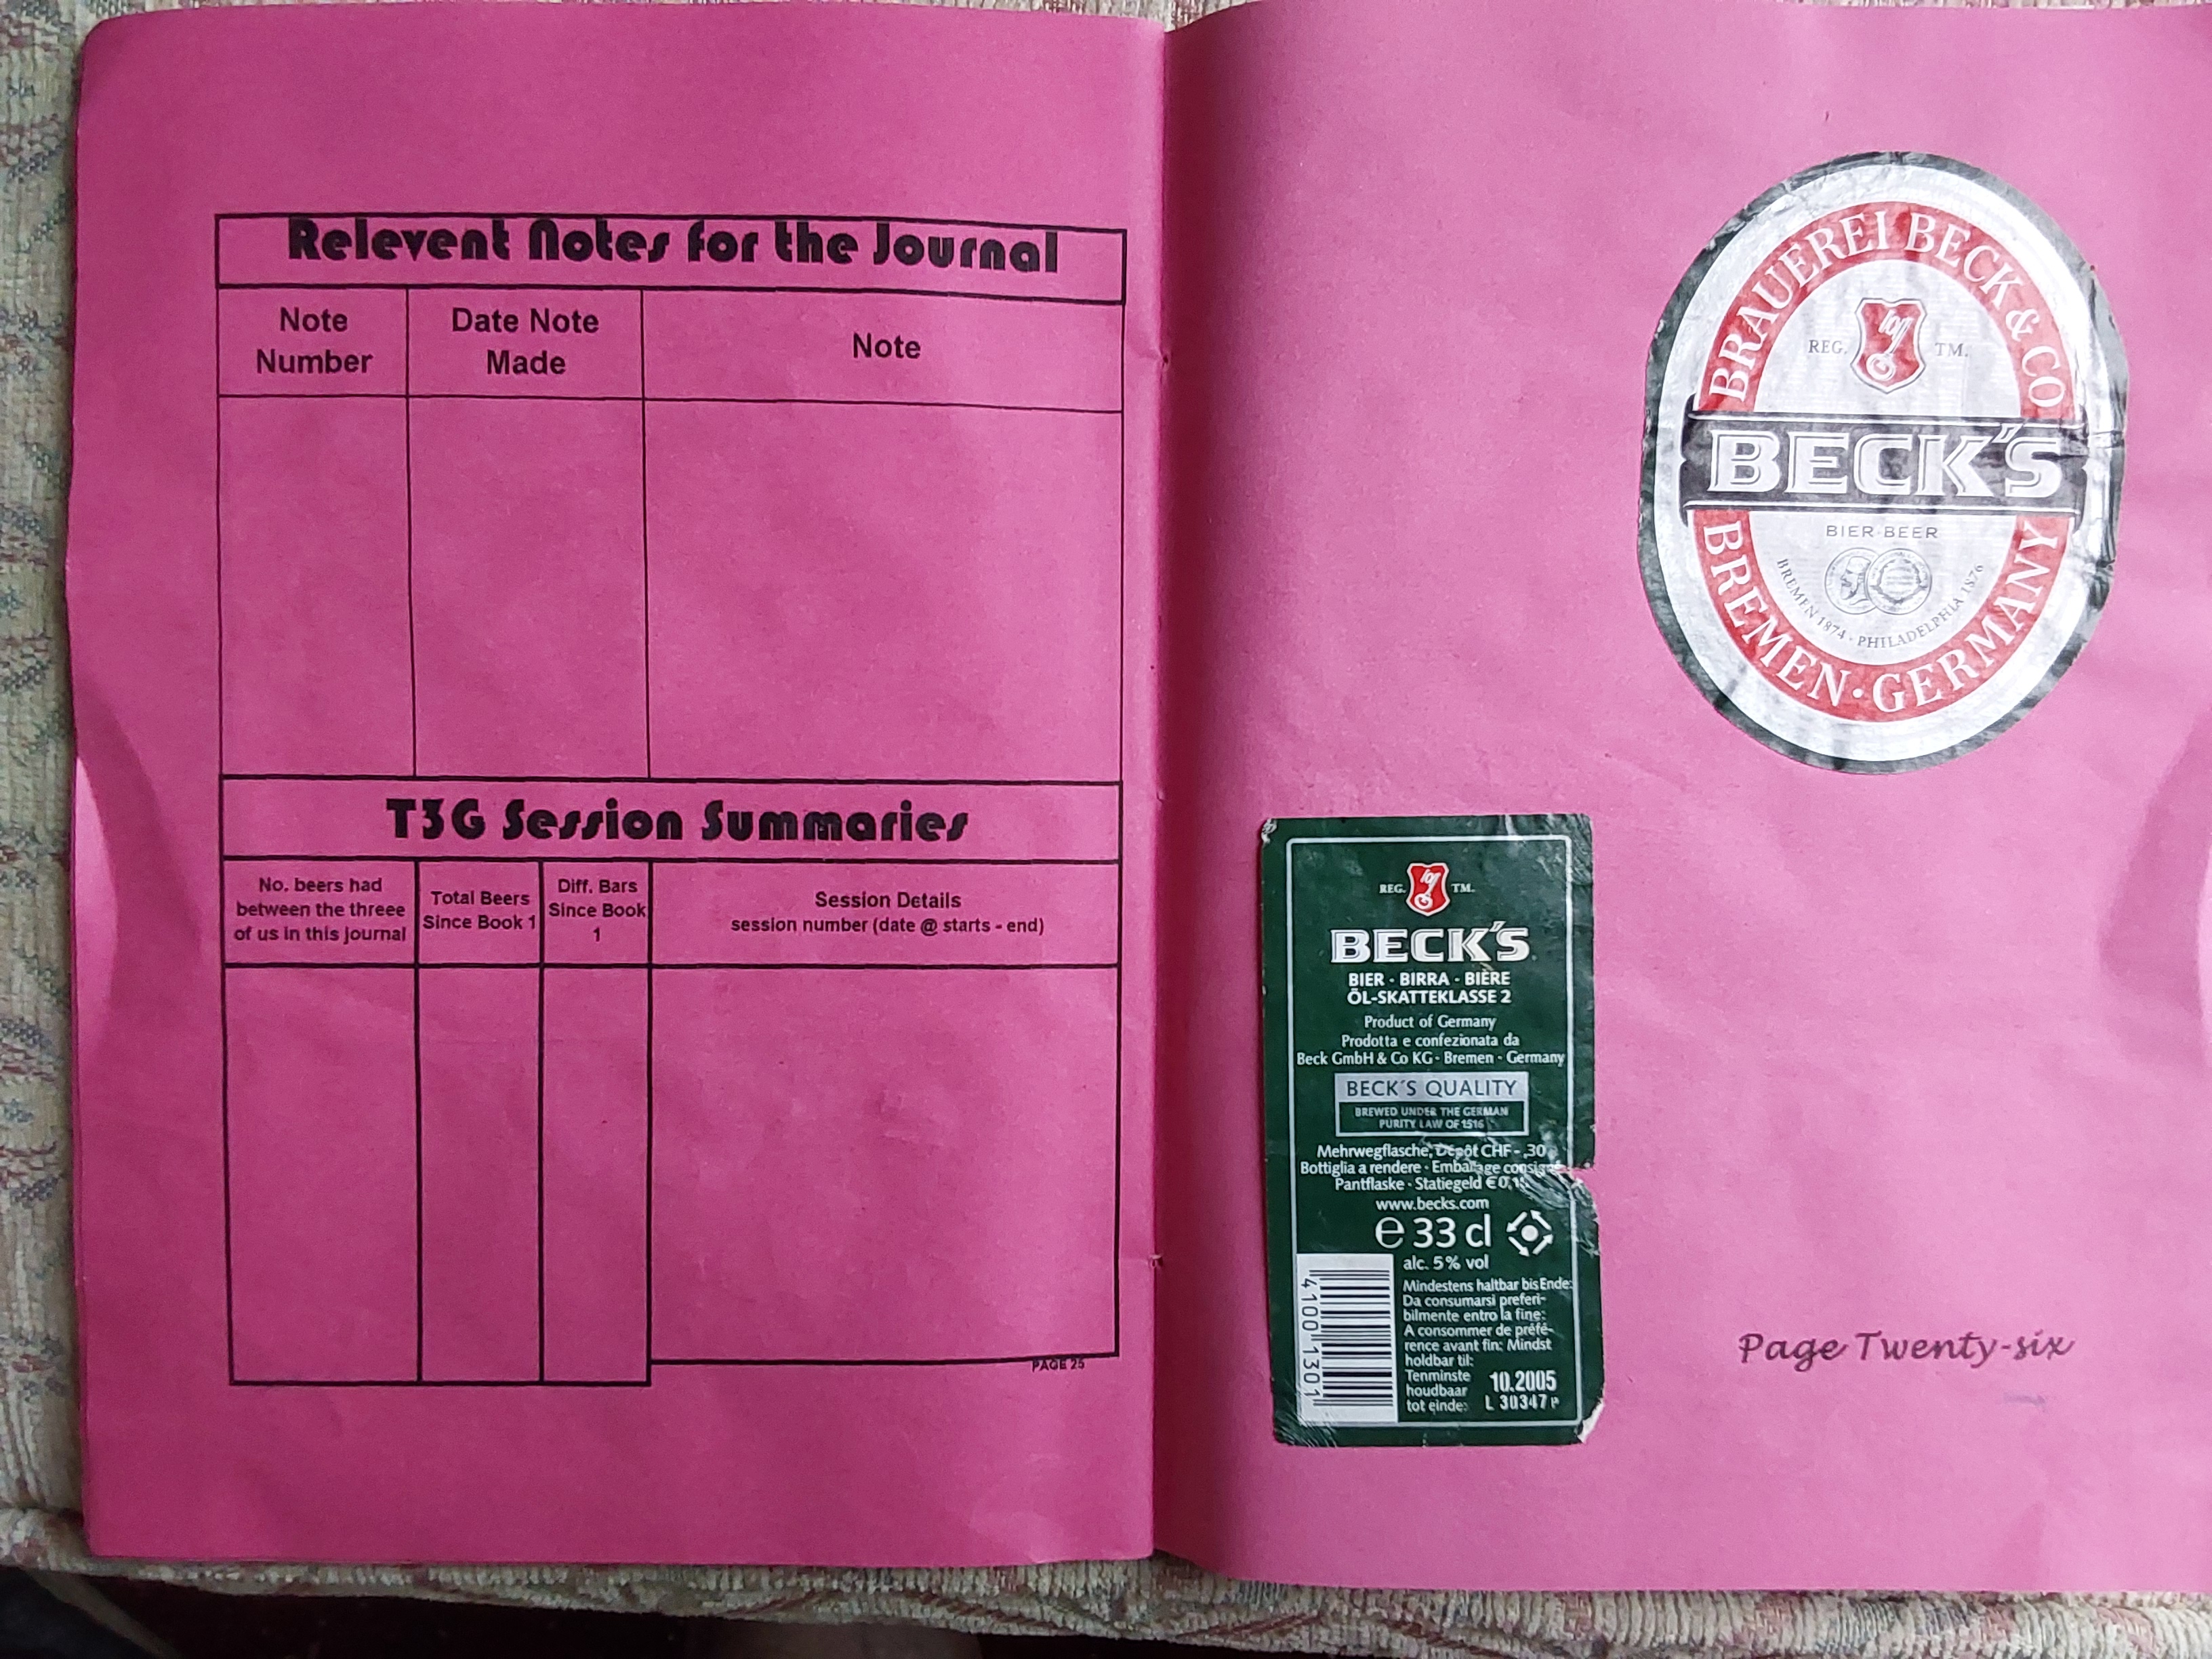 Relevent Notes for the Journal
Note
Number
Date Note
Made
Note
T3G Session Summaries
No. beers had
between the threee
of us in this journal
Total Beers
Since Book 1
Diff. Bars
Since Book
1
Session Details
session number (date @ starts - end)
PAGE 25
BRAUEREI BECK & CO
REG. TM.
BECK'S
BIER BEER
BREMEN 1874 · PHILADELPHIA 1876
BREMEN · GERMANY
REG. TM.
BECK'S
BIER · BIRRA · BIÈRE
ÖL-SKATTEKLASSE 2
Product of Germany
Prodotta e confezionata da
Beck GmbH & Co KG · Bremen · Germany
BECK'S QUALITY
BREWED UNDER THE GERMAN
PURITY LAW OF 1516
Mehrwegflasche, Depôt CHF -.30
Bottiglia a rendere · Emballage
Pantflaske · Statiegeld
www.becks.com
e 33 cl
alc. 5% vol
Mindestens haltbar bis Ende:
Da consumarsi preferi-
bilmente entro la fine:
A consommer de préfé-
rence avant fin: Mindst
holdbar til:
Tenminste
houdbaar
tot einde:
10.2005
L 30347 P
4100 1301
Page Twenty-six